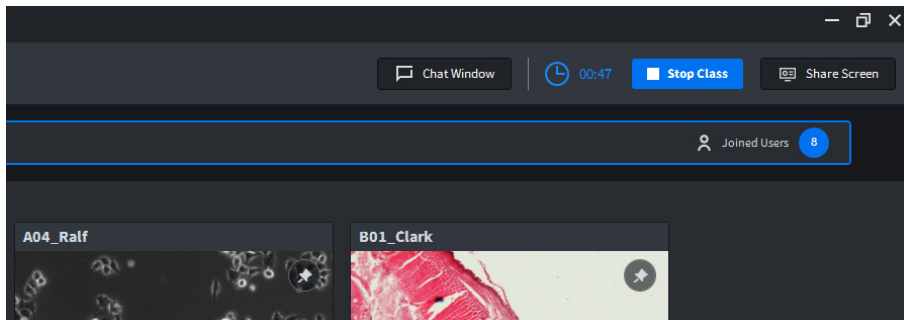 Chat Window
00:47
Stop Class
Share Screen
Joined Users 8
A04_Ralf
B01_Clark